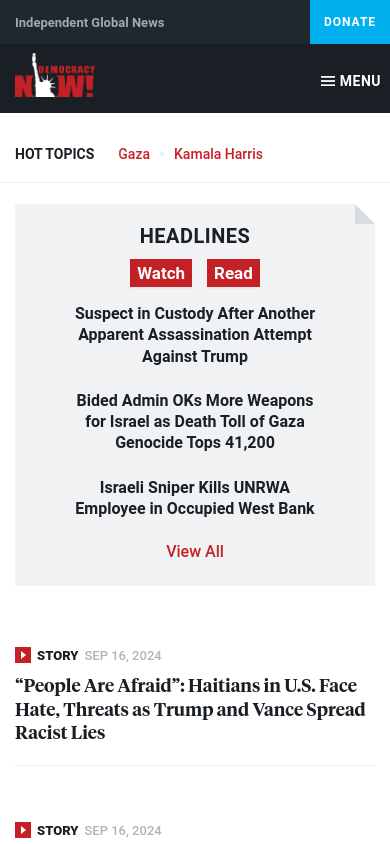 Independent Global News
DONATE
DEMOCRACY
NOW!
MENU
HOT TOPICS
Gaza
Kamala Harris
HEADLINES
Watch
Read
Suspect in Custody After Another
Apparent Assassination Attempt
Against Trump
Bided Admin OKs More Weapons
for Israel as Death Toll of Gaza
Genocide Tops 41,200
Israeli Sniper Kills UNRWA
Employee in Occupied West Bank
View All
STORY SEP 16, 2024
“People Are Afraid”: Haitians in U.S. Face
Hate, Threats as Trump and Vance Spread
Racist Lies
STORY SEP 16, 2024